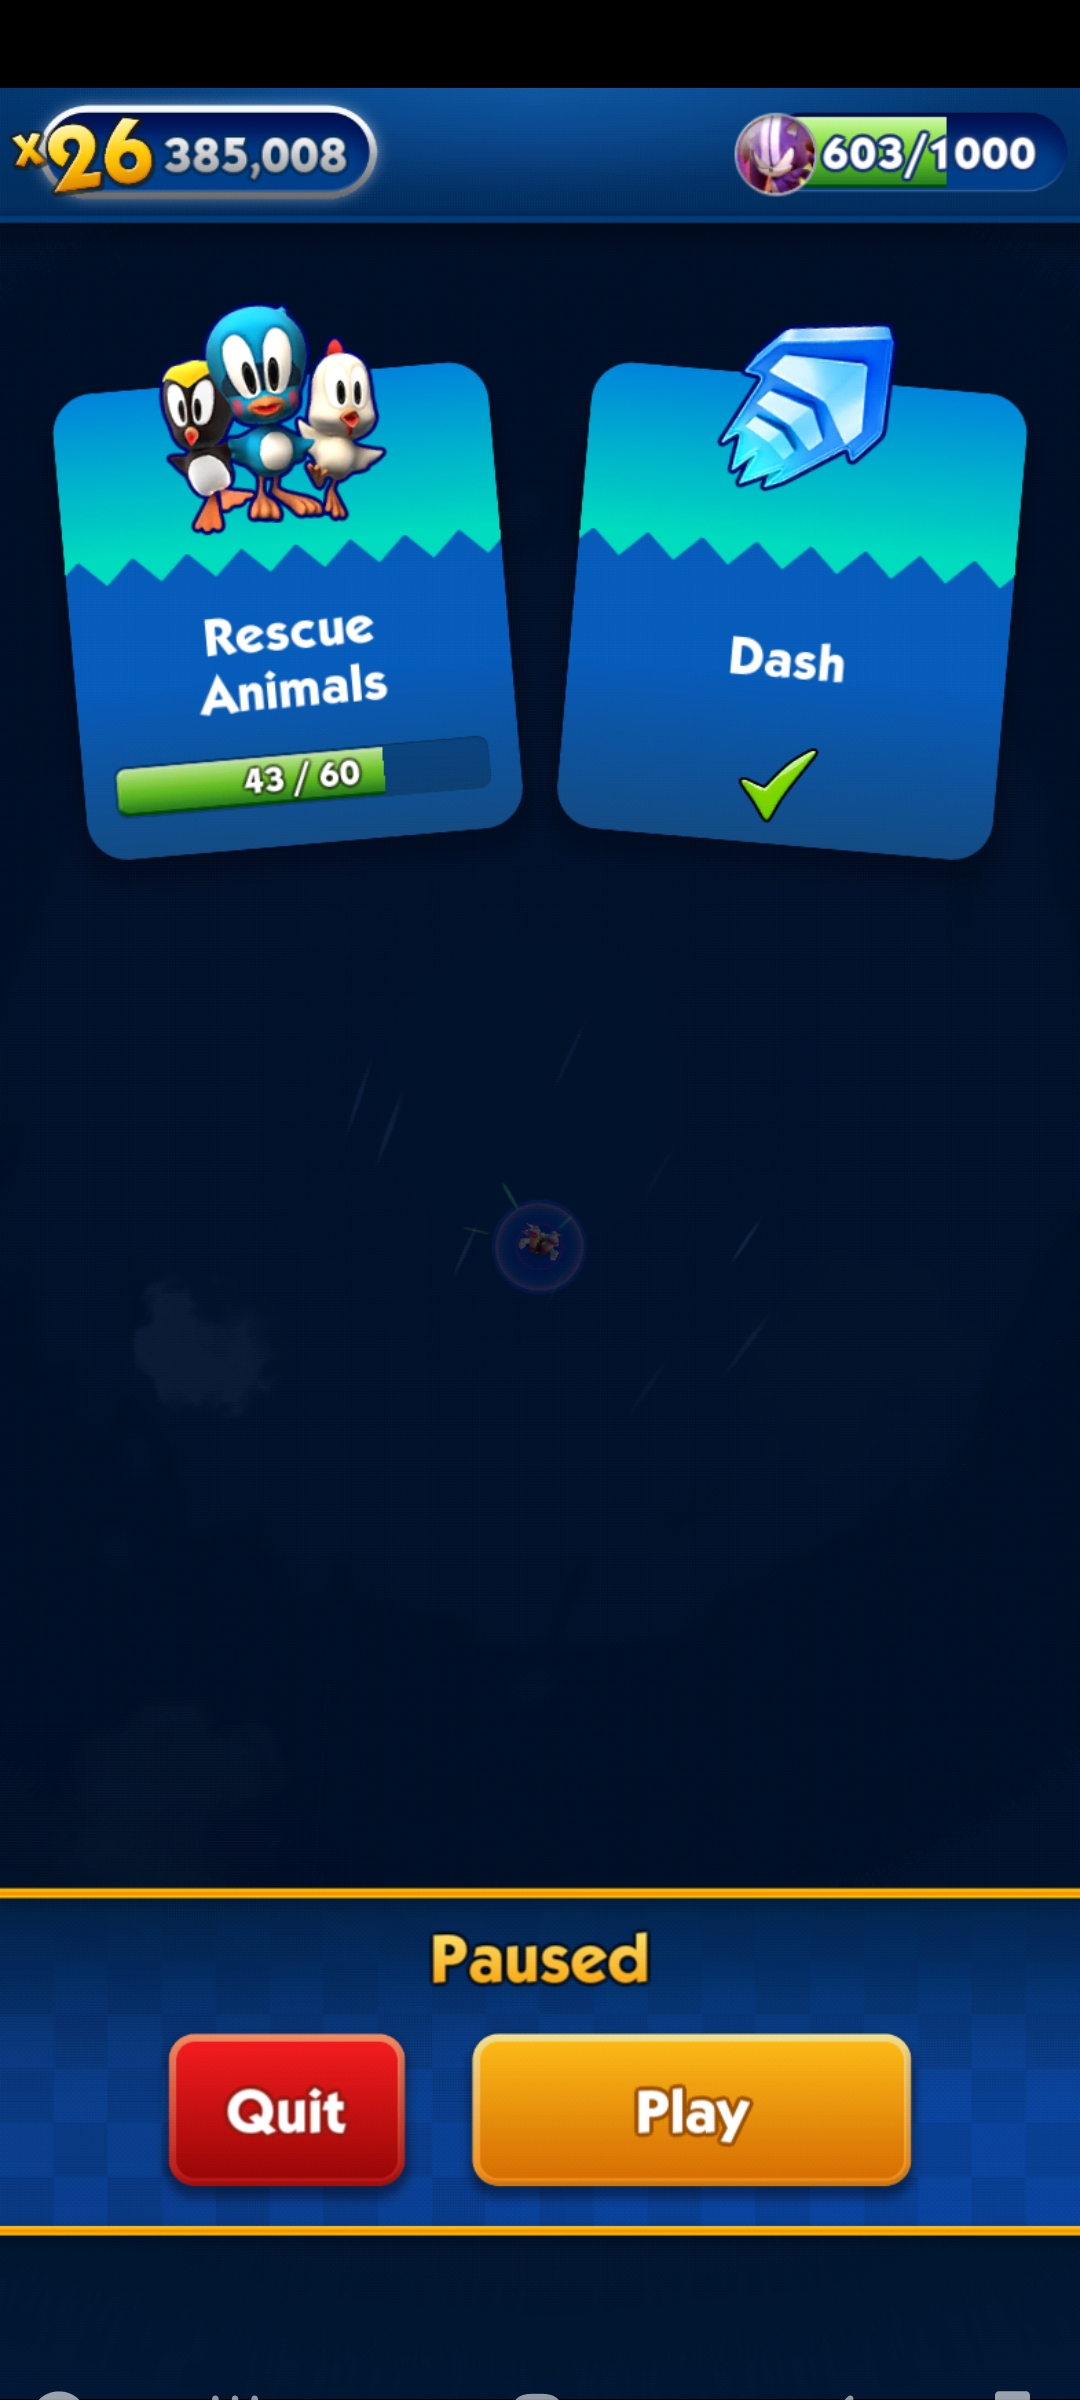 x26 385,008
603/1000
Rescue
Animals
43 / 60
Dash
Paused
Quit
Play